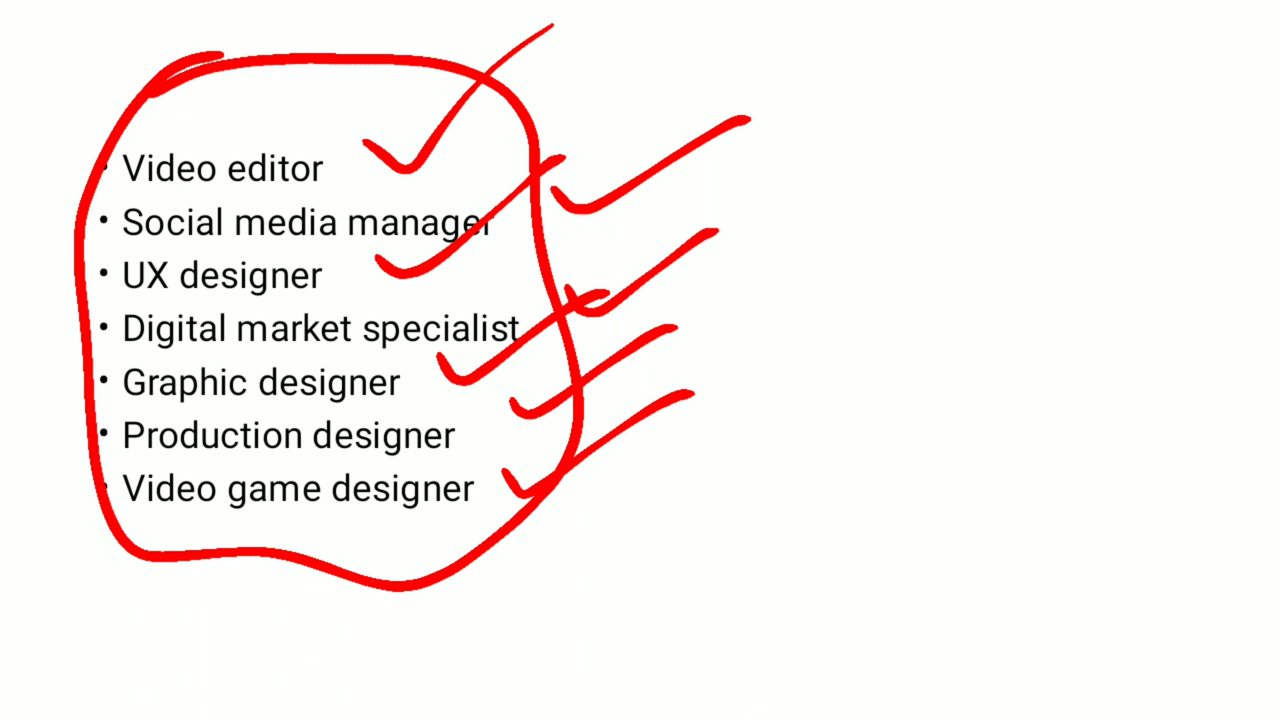 • Video editor
• Social media manager
• UX designer
• Digital market specialist
• Graphic designer
• Production designer
• Video game designer